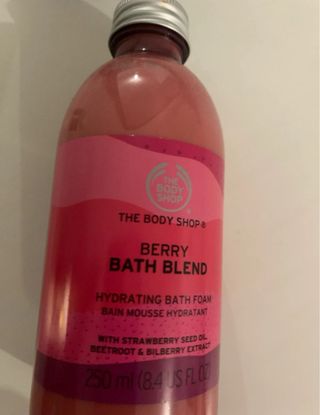 THE
BODY
SHOP
®
THE BODY SHOP®
BERRY
BATH BLEND
HYDRATING BATH FOAM
BAIN MOUSSE HYDRATANT
WITH STRAWBERRY SEED OIL,
BEETROOT & BILBERRY EXTRACT
250 ml (8.4 US FL OZ)